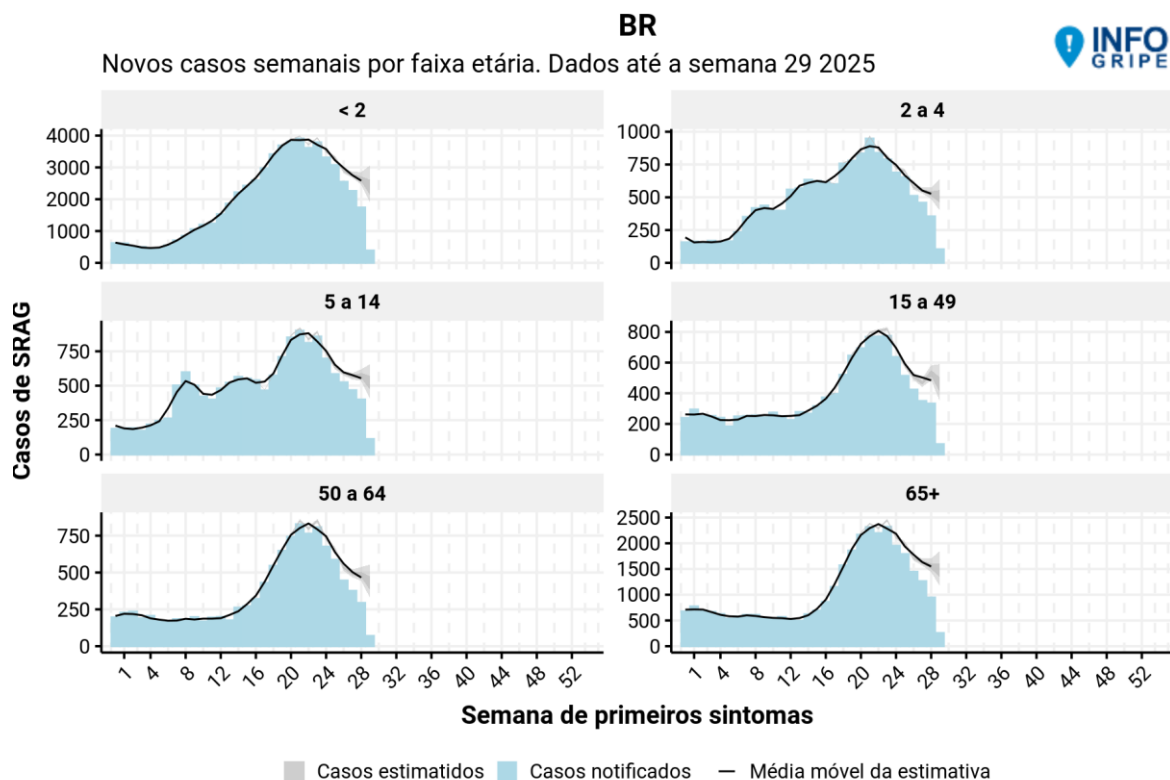 BR
INFO
GRIPE
Novos casos semanais por faixa etária. Dados até a semana 29 2025
< 2
2 a 4
4000
3000
2000
1000
0
1000
750
500
250
0
5 a 14
15 a 49
750
500
250
0
800
600
400
200
0
50 a 64
65+
750
500
250
0
2500
2000
1500
1000
500
0
Casos de SRAG
1 4 8 12 16 20 24 28 32 36 40 44 48 52
1 4 8 12 16 20 24 28 32 36 40 44 48 52
Semana de primeiros sintomas
Casos estimatidos Casos notificados Média móvel da estimativa